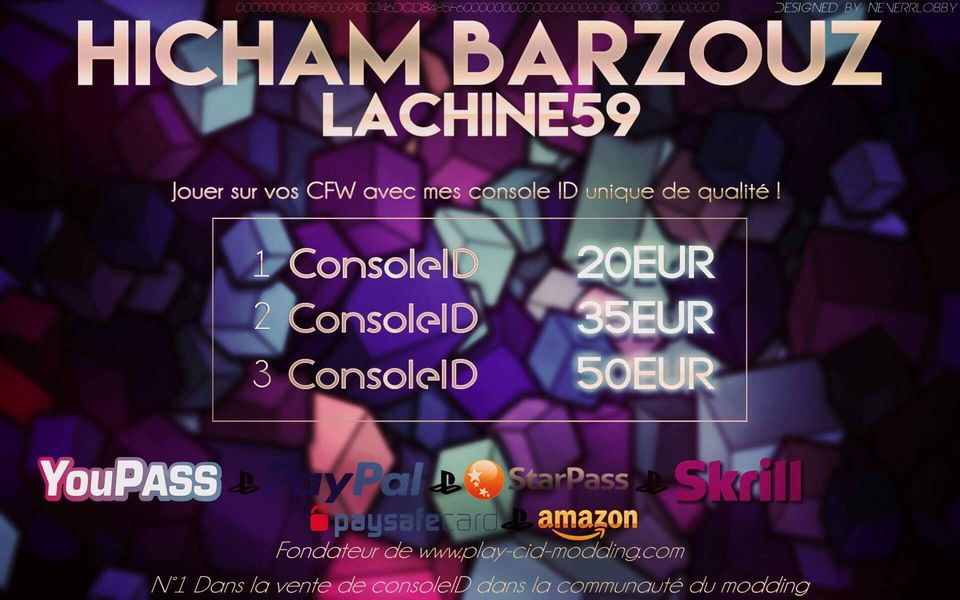 DESIGNED BY NEVERRLOBBY
HICHAM BARZOUZ
LACHINE59
Jouer sur vos CFW avec mes console ID unique de qualité !
1 ConsoleID 20EUR
2 ConsoleID 35EUR
3 ConsoleID 50EUR
YouPASS PayPal StarPass Skrill
paysafecard amazon
Fondateur de www.play-cid-modding.com
N°1 Dans la vente de consoleID dans la communauté du modding